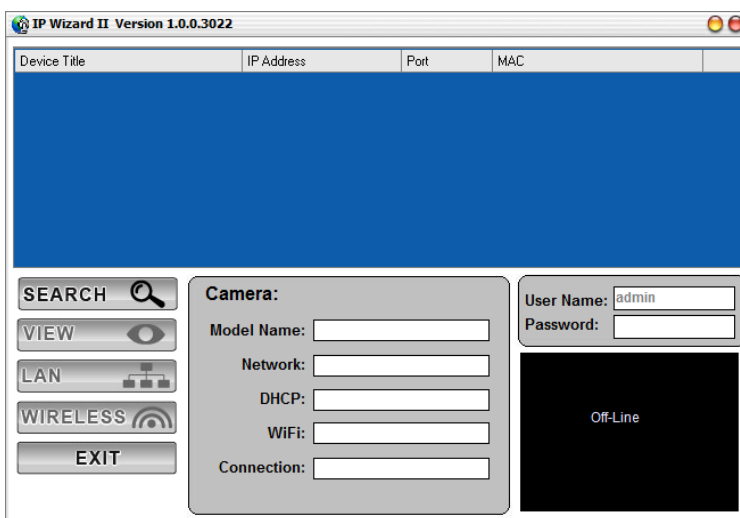 IP Wizard II Version 1.0.0.3022
Device Title IP Address Port MAC
SEARCH
VIEW
LAN
WIRELESS
EXIT
Camera:
Model Name:
Network:
DHCP:
WiFi:
Connection:
User Name: admin
Password:
Off-Line